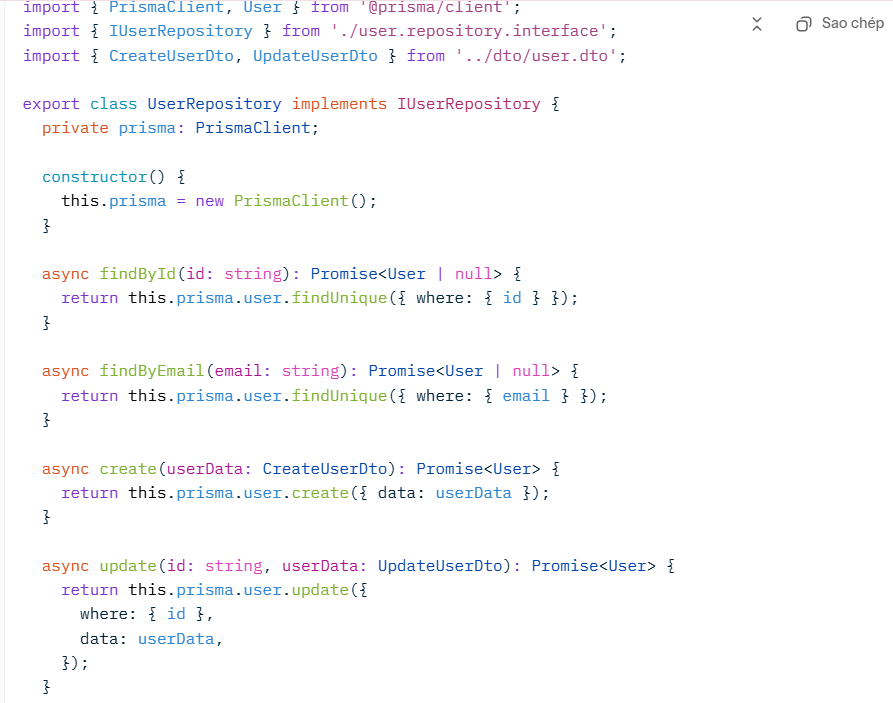 import { PrismaClient, User } from '@prisma/client';
import { IUserRepository } from './user.repository.interface';
Sao chép
import { CreateUserDto, UpdateUserDto } from '../dto/user.dto';

export class UserRepository implements IUserRepository {
  private prisma: PrismaClient;

  constructor() {
    this.prisma = new PrismaClient();
  }

  async findById(id: string): Promise<User | null> {
    return this.prisma.user.findUnique({ where: { id } });
  }

  async findByEmail(email: string): Promise<User | null> {
    return this.prisma.user.findUnique({ where: { email } });
  }

  async create(userData: CreateUserDto): Promise<User> {
    return this.prisma.user.create({ data: userData });
  }

  async update(id: string, userData: UpdateUserDto): Promise<User> {
    return this.prisma.user.update({
      where: { id },
      data: userData,
    });
  }